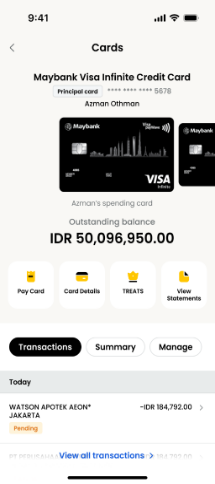 9:41
Cards
Maybank Visa Infinite Credit Card
Principal card **** **** **** 5678
Azman Othman
Maybank
VISA
Infinite
Maybank
Azman's spending card
Outstanding balance
IDR 50,096,950.00
Pay Card
Card Details
TREATS
View Statements
Transactions
Summary
Manage
Today
WATSON APOTEK AEON* -IDR 184,792.00
JAKARTA
Pending
View all transactions